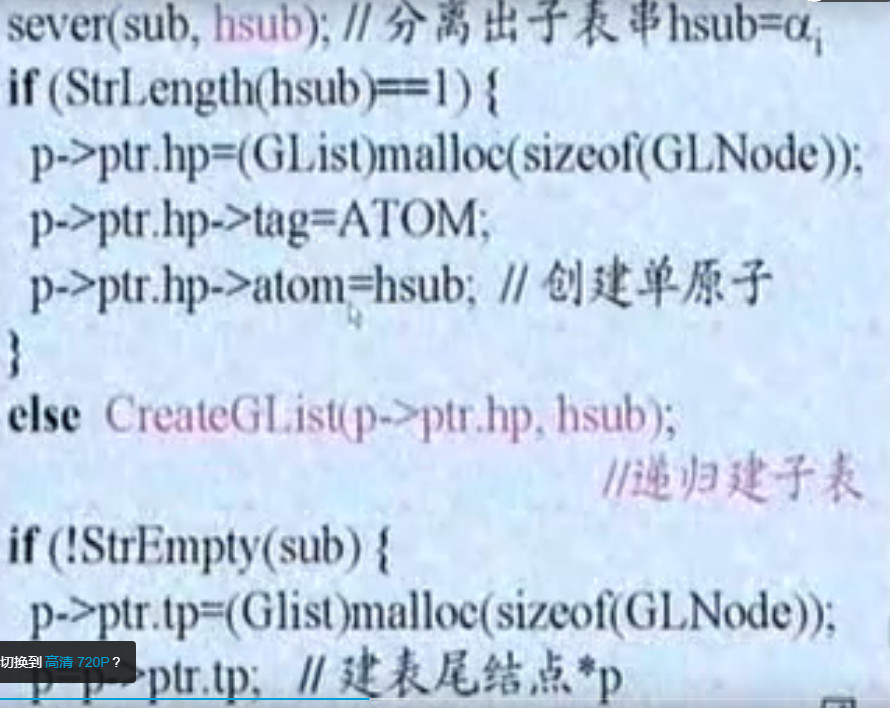 sever(sub, hsub); // 分离出子表串hsub=αi
if (StrLength(hsub)==1) {
p->ptr.hp=(GList)malloc(sizeof(GLNode));
p->ptr.hp->tag=ATOM;
p->ptr.hp->atom=hsub; // 创建单原子
}
else CreateGList(p->ptr.hp, hsub);
//递归建子表
if (!StrEmpty(sub) {
p->ptr.tp=(Glist)malloc(sizeof(GLNode));
切换到 高清 720P ?
p=p->ptr.tp; // 建表尾结点*p